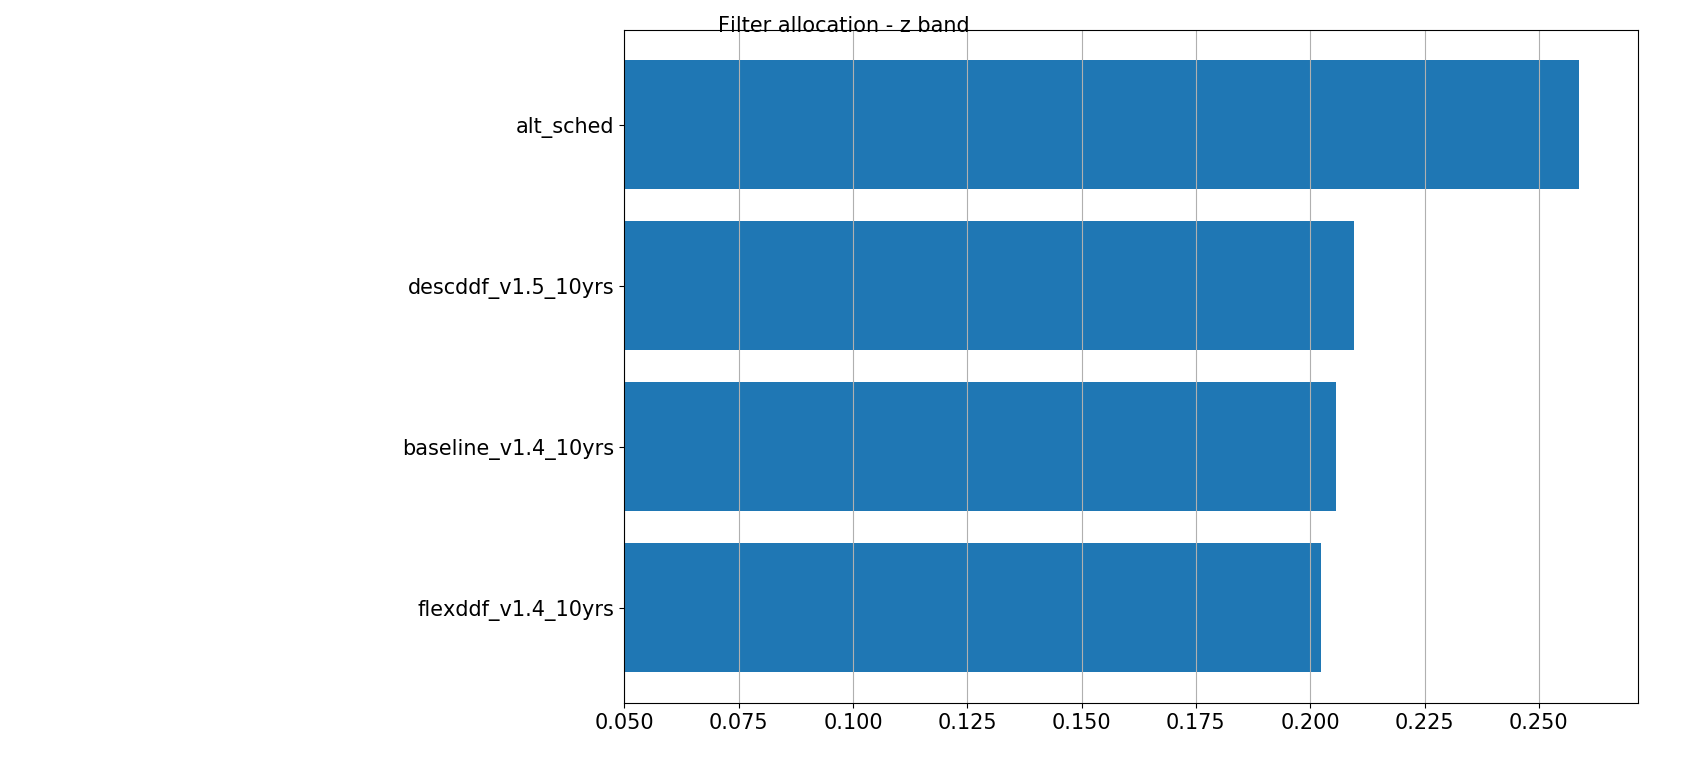 Filter allocation - z band
alt_sched
descddf_v1.5_10yrs
baseline_v1.4_10yrs
flexddf_v1.4_10yrs
0.050 0.075 0.100 0.125 0.150 0.175 0.200 0.225 0.250